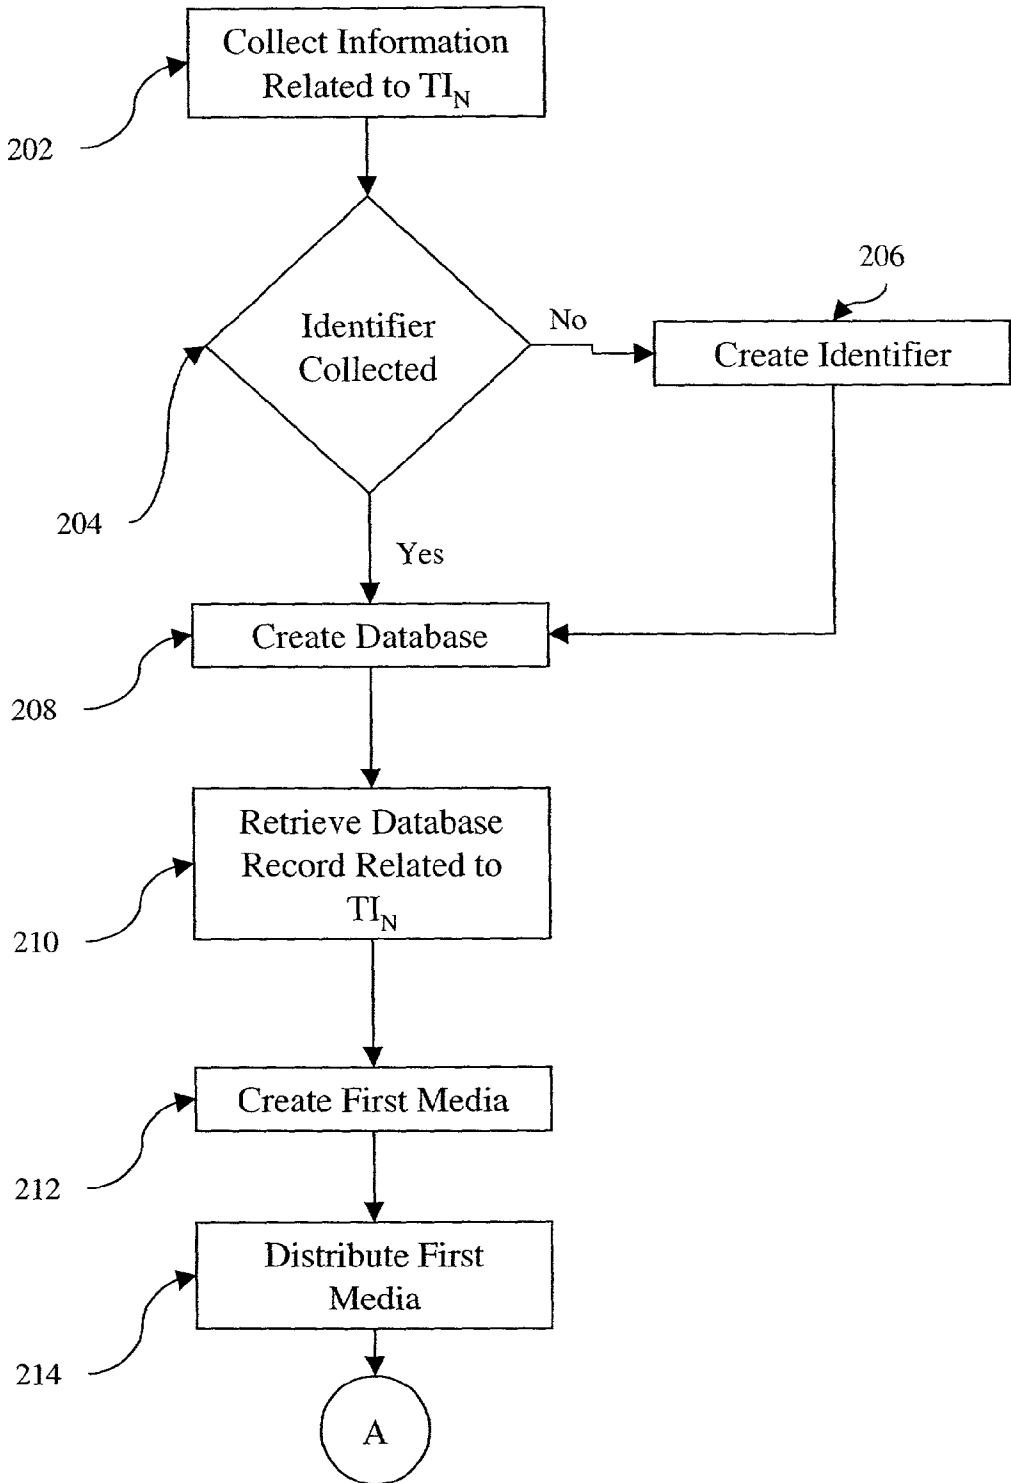 Collect Information
Related to TI_N
202
206
No
Identifier
Collected
Create Identifier
204
Yes
Create Database
208
Retrieve Database
Record Related to
TI_N
210
Create First Media
212
Distribute First
Media
214
A